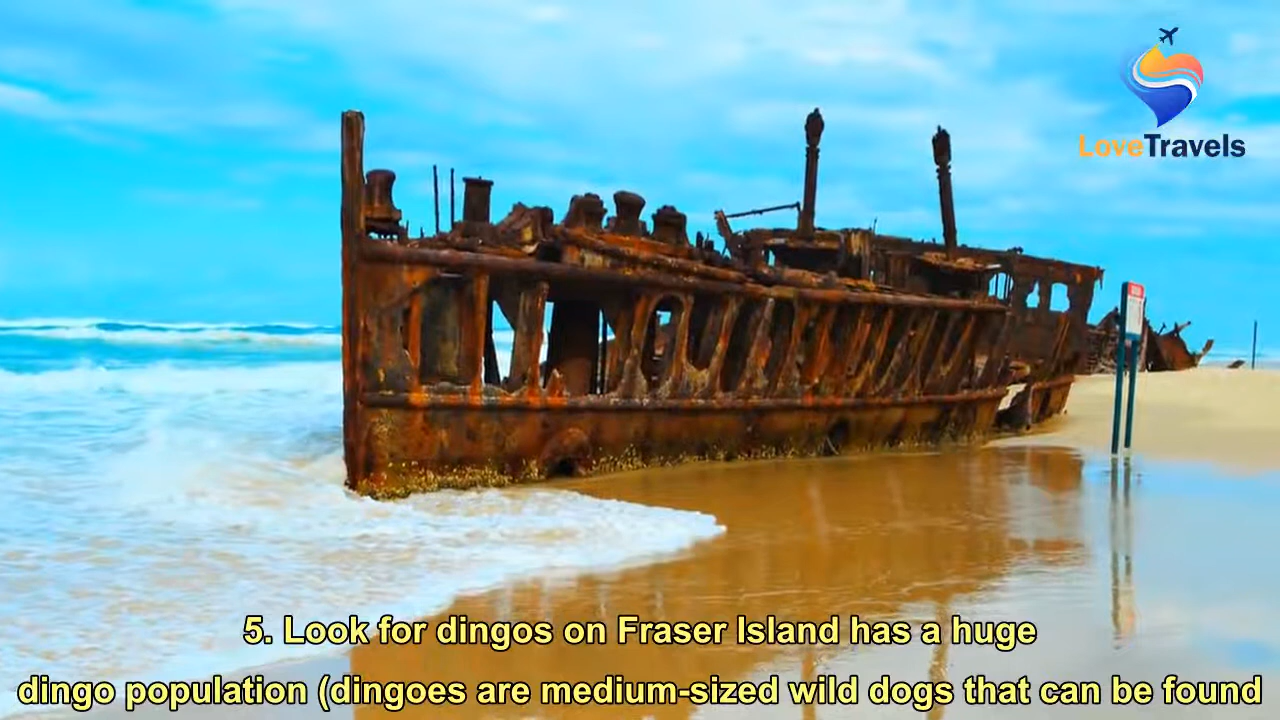 LoveTravels
5. Look for dingos on Fraser Island has a huge
dingo population (dingoes are medium-sized wild dogs that can be found